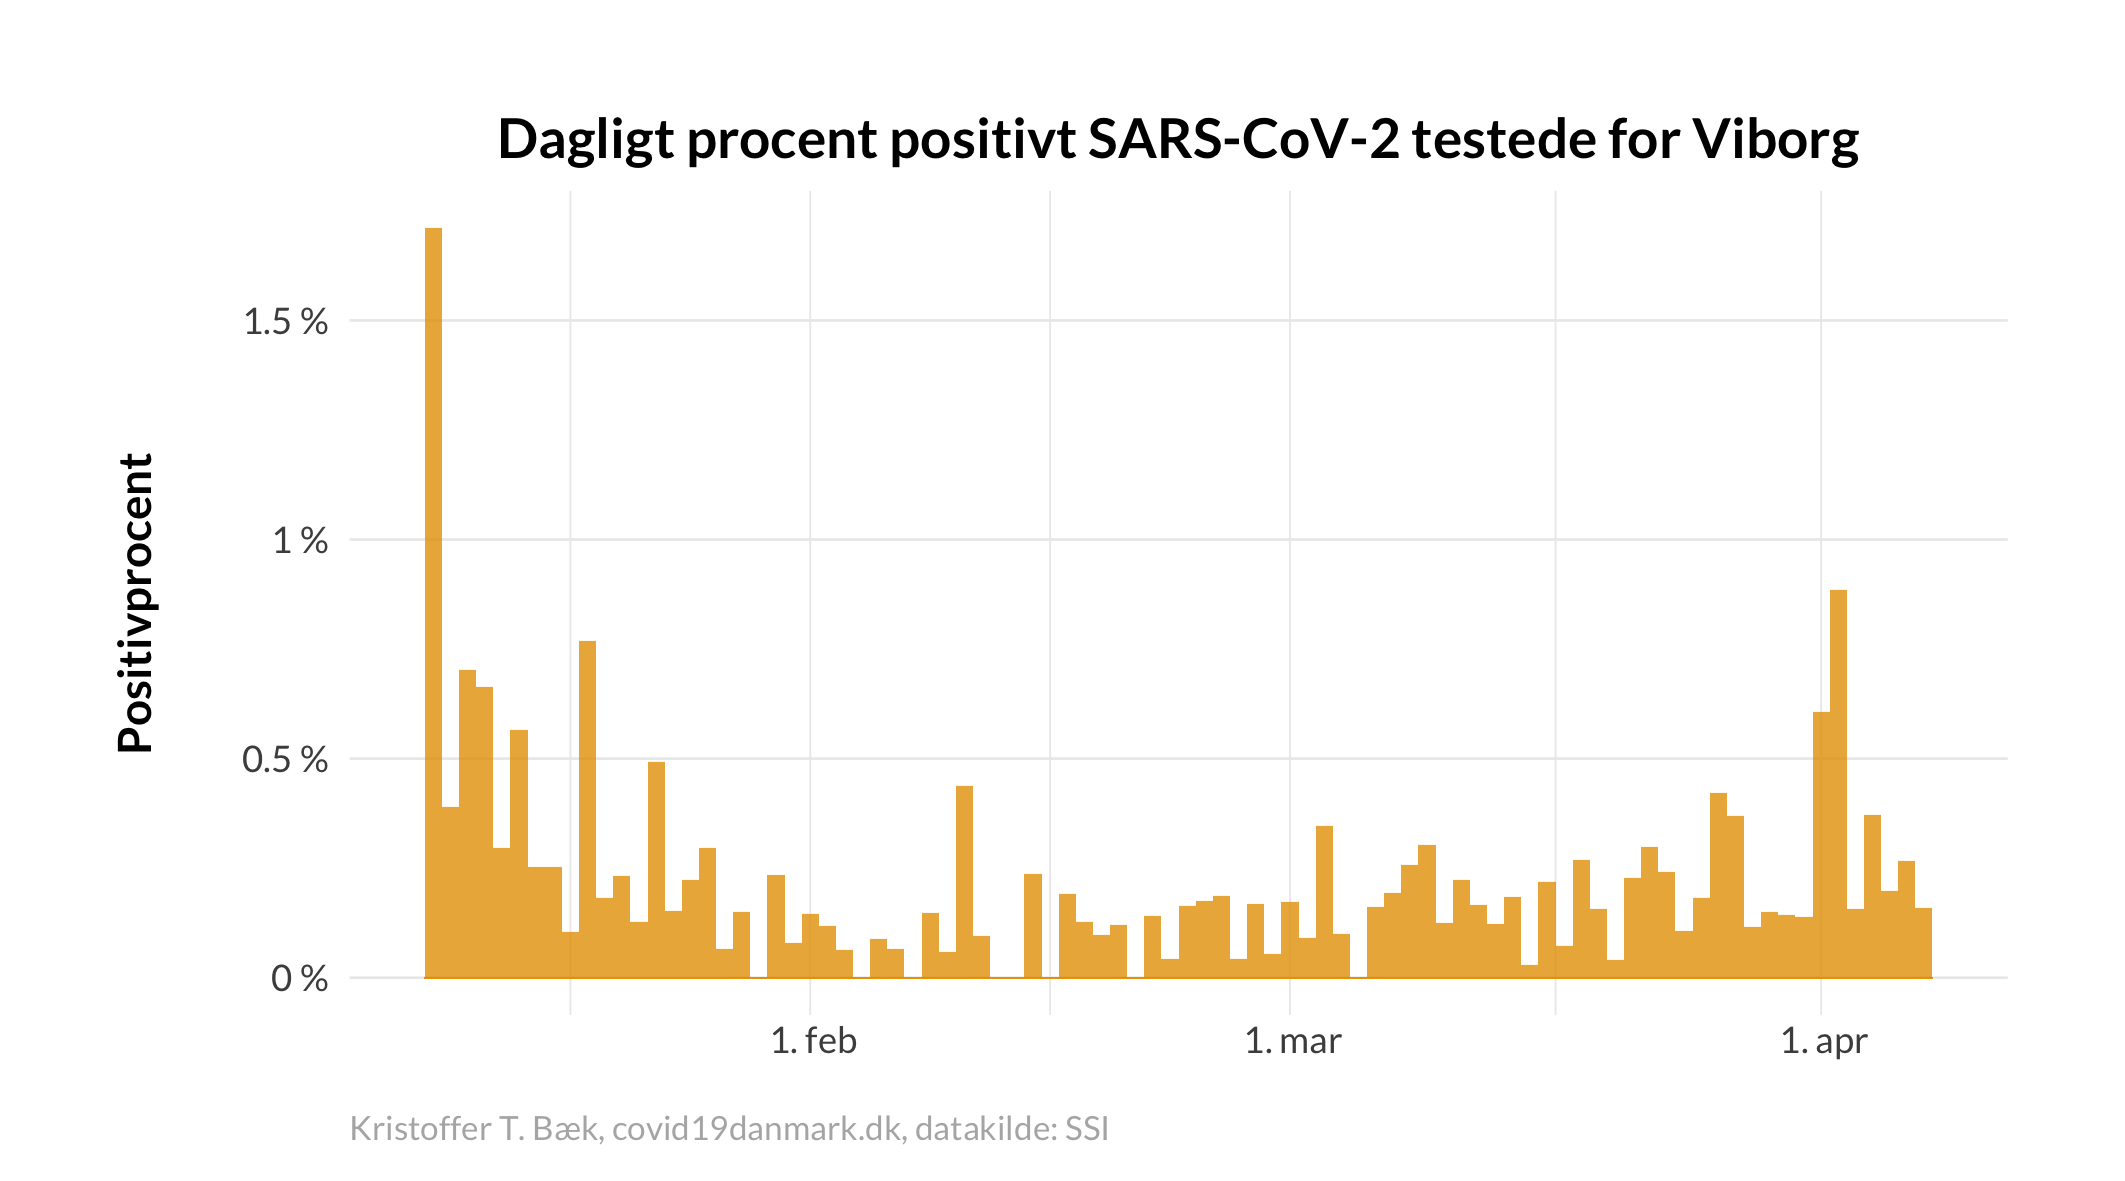 Dagligt procent positivt SARS-CoV-2 testede for Viborg
Positivprocent
1.5 %
1 %
0.5 %
0 %
1. feb
1. mar
1. apr
Kristoffer T. Bæk, covid19danmark.dk, datakilde: SSI